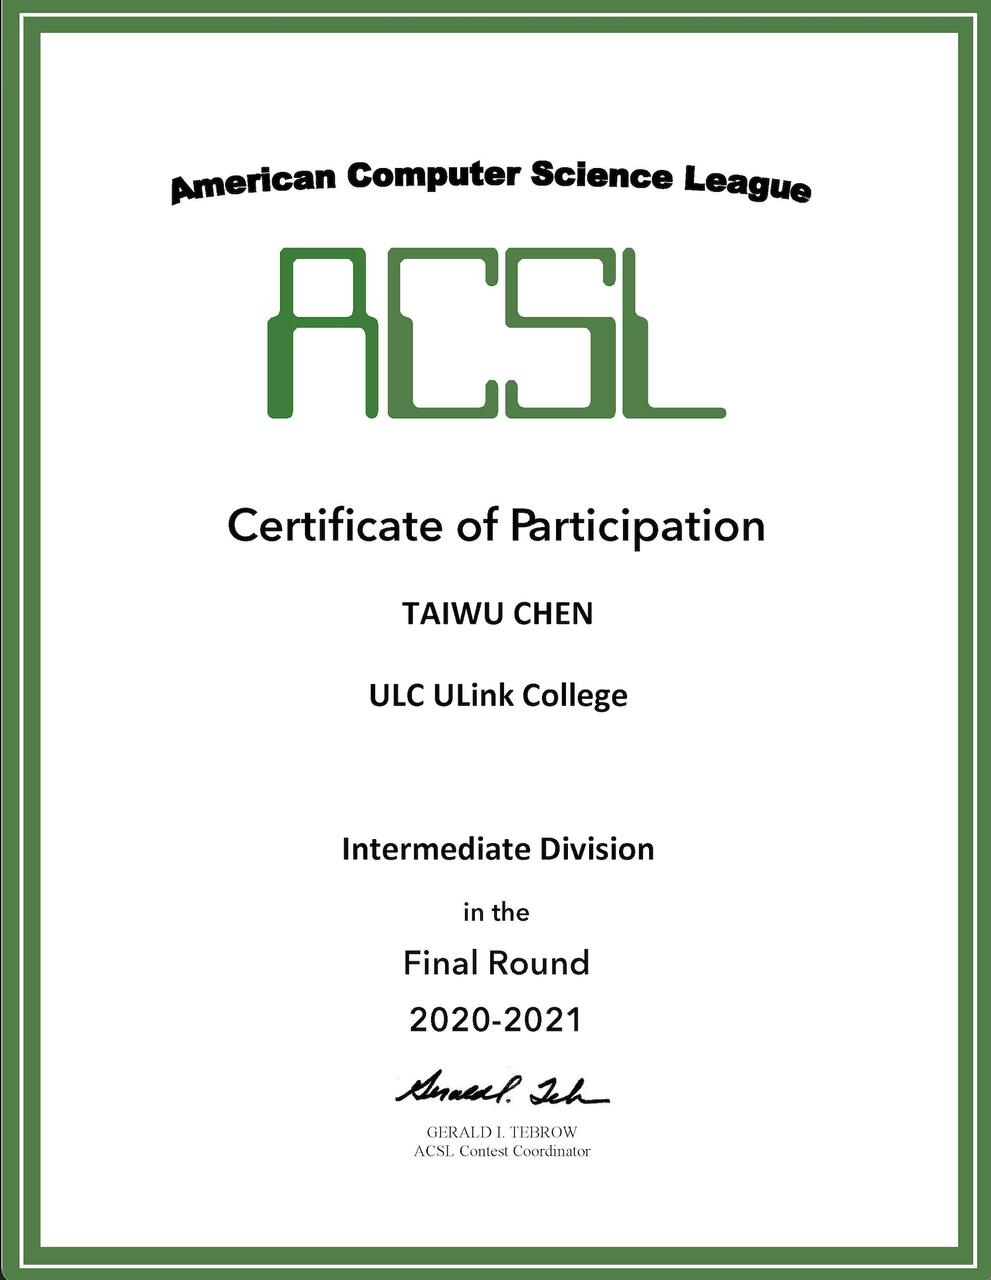 American Computer Science League
ACSL
Certificate of Participation
TAIWU CHEN
ULC ULink College
Intermediate Division
in the
Final Round
2020-2021
Gerald I. Teb
GERALD I. TEBROW
ACSL Contest Coordinator